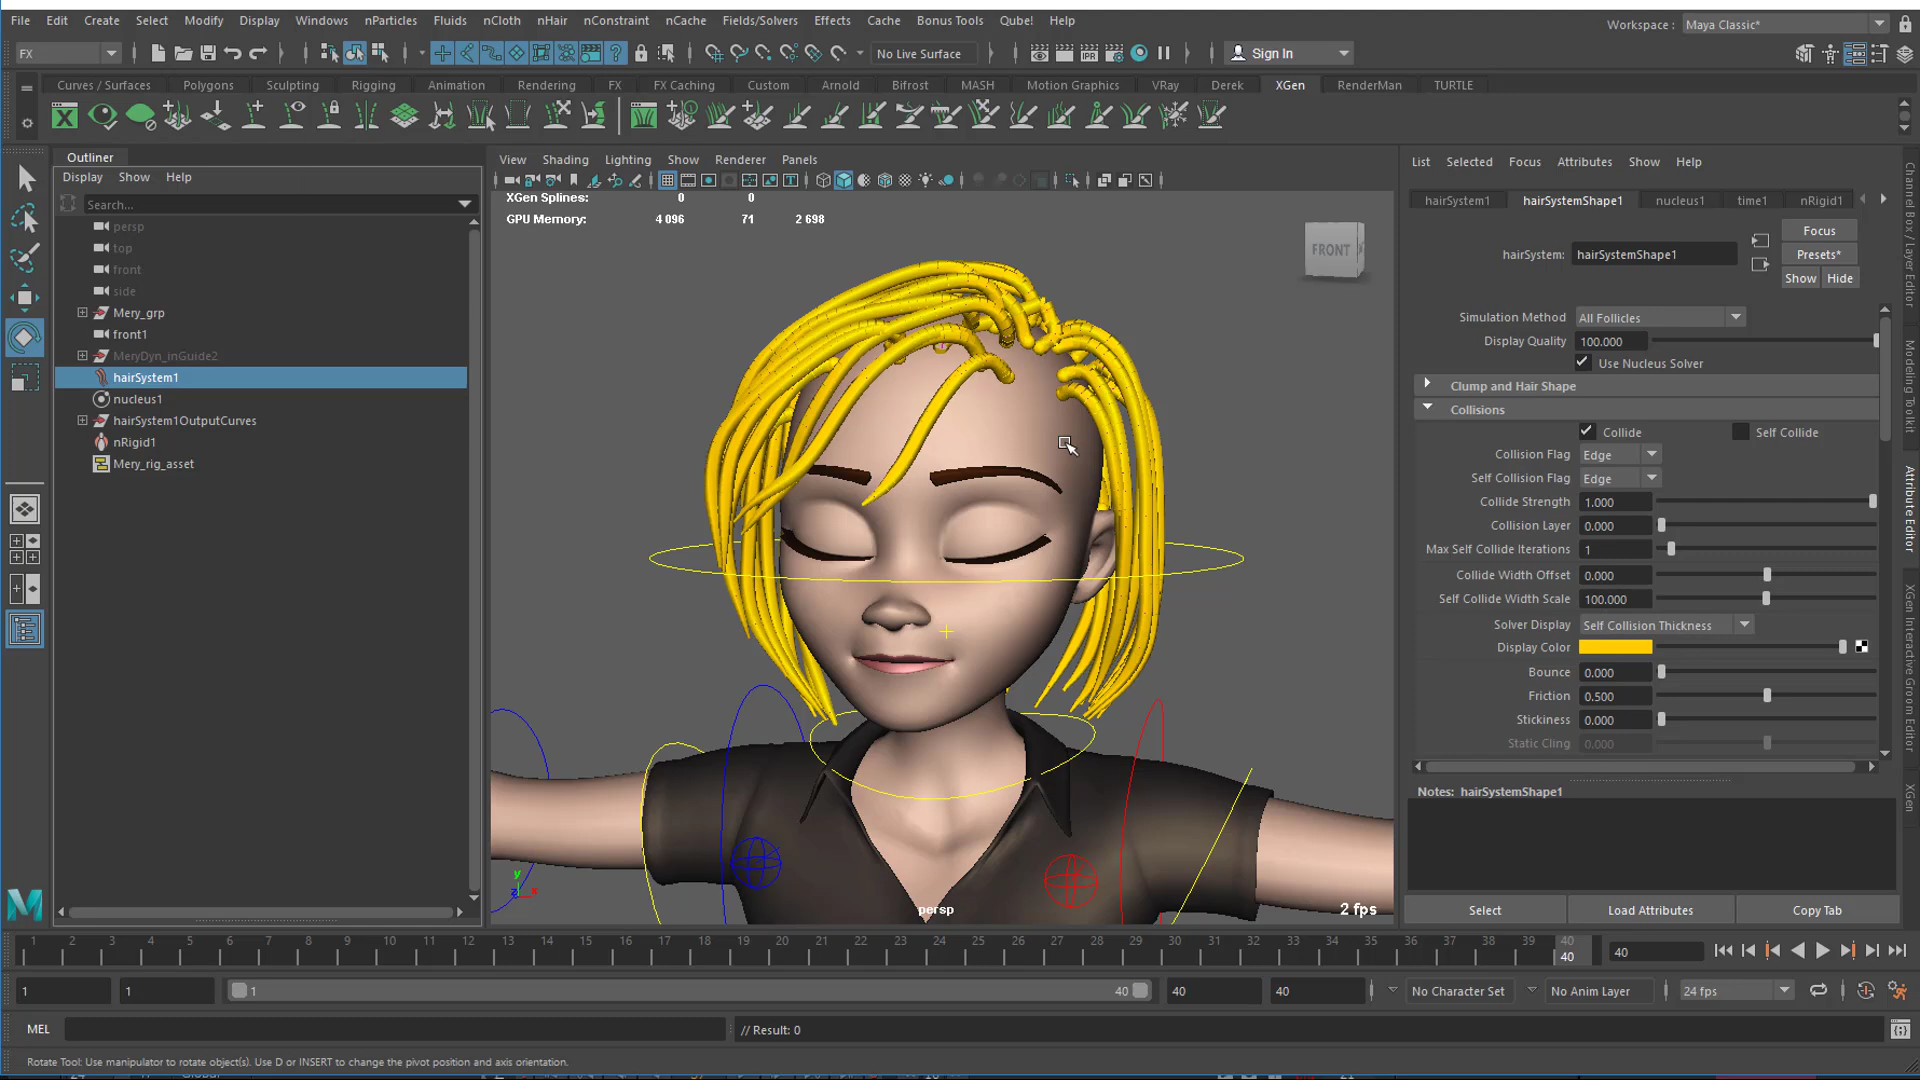 File Edit Create Select Modify Display Windows nParticles Fluids nCloth nHair nConstraint nCache Fields/Solvers Effects Cache Bonus Tools Qube! Help
Workspace : Maya Classic*
FX
No Live Surface
Sign In
Curves / Surfaces Polygons Sculpting Rigging Animation Rendering FX FX Caching Custom Arnold Bifrost MASH Motion Graphics VRay Derek XGen RenderMan TURTLE
Outliner
Display Show Help
Search...
persp
top
front
side
Mery_grp
front1
MeryDyn_inGuide2
hairSystem1
nucleus1
hairSystem1OutputCurves
nRigid1
Mery_rig_asset
View Shading Lighting Show Renderer Panels
XGen Splines: 0 0
GPU Memory: 4 096 71 2 698
FRONT
y
z x
persp
2 fps
List Selected Focus Attributes Show Help
hairSystem1 hairSystemShape1 nucleus1 time1 nRigid1
hairSystem: hairSystemShape1
Focus
Presets*
Show Hide
Simulation Method All Follicles
Display Quality 100.000
Use Nucleus Solver
Clump and Hair Shape
Collisions
Collide Self Collide
Collision Flag Edge
Self Collision Flag Edge
Collide Strength 1.000
Collision Layer 0.000
Max Self Collide Iterations 1
Collide Width Offset 0.000
Self Collide Width Scale 100.000
Solver Display Self Collision Thickness
Display Color
Bounce 0.000
Friction 0.500
Stickiness 0.000
Static Cling 0.000
Notes: hairSystemShape1
Select Load Attributes Copy Tab
Channel Box / Layer Editor
Modeling Toolkit
Attribute Editor
XGen Interactive Groom Editor
XGen
1 2 3 4 5 6 7 8 9 10 11 12 13 14 15 16 17 18 19 20 21 22 23 24 25 26 27 28 29 30 31 32 33 34 35 36 37 38 39 40
40
40
1 1 1 40 40 40 No Character Set No Anim Layer 24 fps
MEL
// Result: 0
Rotate Tool: Use manipulator to rotate object(s). Use D or INSERT to change the pivot position and axis orientation.